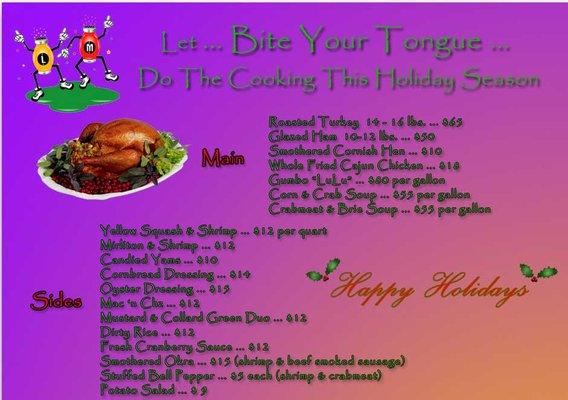 L M
Let ... Bite Your Tongue ...
Do The Cooking This Holiday Season
Main
Roasted Turkey 14 - 16 lbs. ... $65
Glazed Ham 10-12 lbs. ... $50
Smothered Cornish Hen ... $10
Whole Fried Cajun Chicken ... $18
Gumbo "LuLu" ... $80 per gallon
Corn & Crab Soup ... $55 per gallon
Crabmeat & Brie Soup ... $55 per gallon
Sides
Yellow Squash & Shrimp ... $12 per quart
Mirliton & Shrimp ... $12
Candied Yams ... $10
Cornbread Dressing ... $14
Oyster Dressing ... $15
Mac 'n Chz ... $12
Mustard & Collard Green Duo ... $12
Dirty Rice ... $12
Fresh Cranberry Sauce ... $12
Smothered Okra ... $15 (shrimp & beef smoked sausage)
Stuffed Bell Pepper ... $5 each (shrimp & crabmeat)
Potato Salad ... $ 9
Happy Holidays